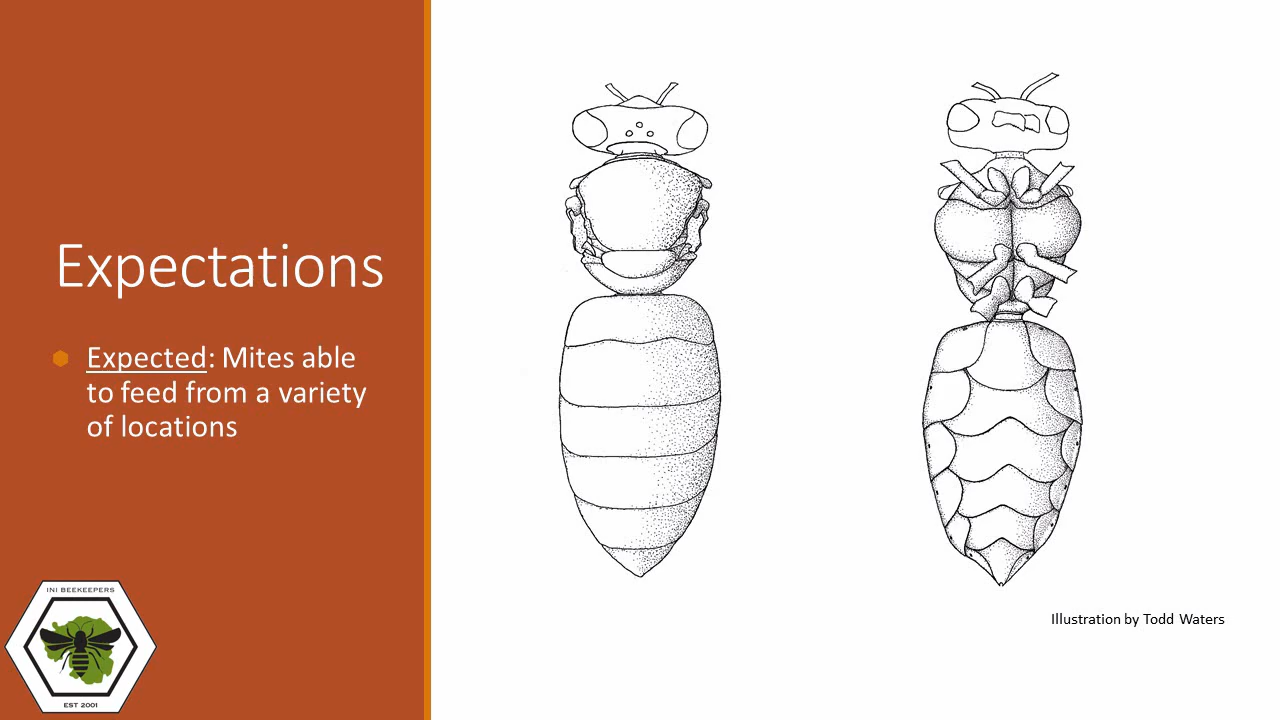 Expectations
Expected: Mites able
to feed from a variety
of locations
Illustration by Todd Waters
INI BEEKEEPERS
EST 2001